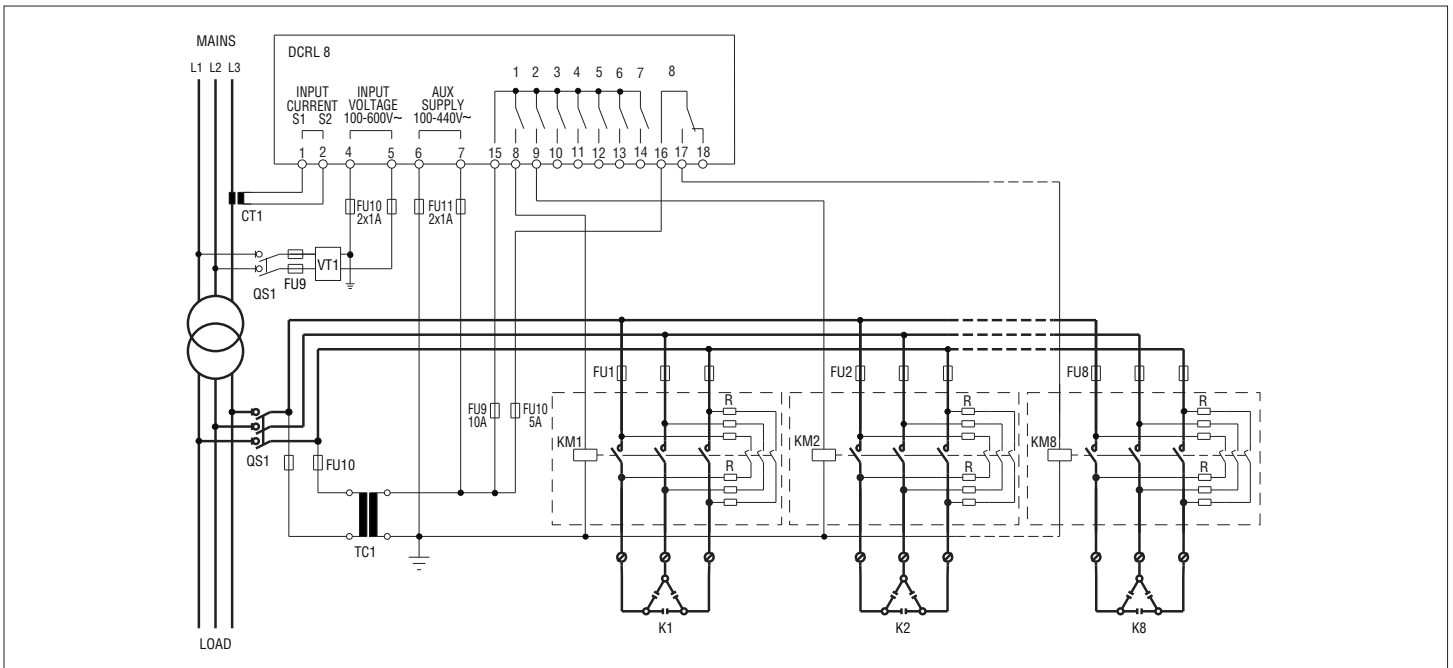 MAINS
L1 L2 L3
DCRL 8
INPUT
CURRENT
S1 S2
INPUT
VOLTAGE
100-600V~
AUX
SUPPLY
100-440V~
1 2 3 4 5 6 7 8
1 2 4 5 6 7 15 8 9 10 11 12 13 14 16 17 18
CT1
FU10
2x1A
FU11
2x1A
VT1
FU9
QS1
FU1
FU2
FU8
FU9
10A
FU10
5A
R
R
R
KM1
KM2
KM8
QS1
FU10
R
R
R
TC1
K1
K2
K8
LOAD